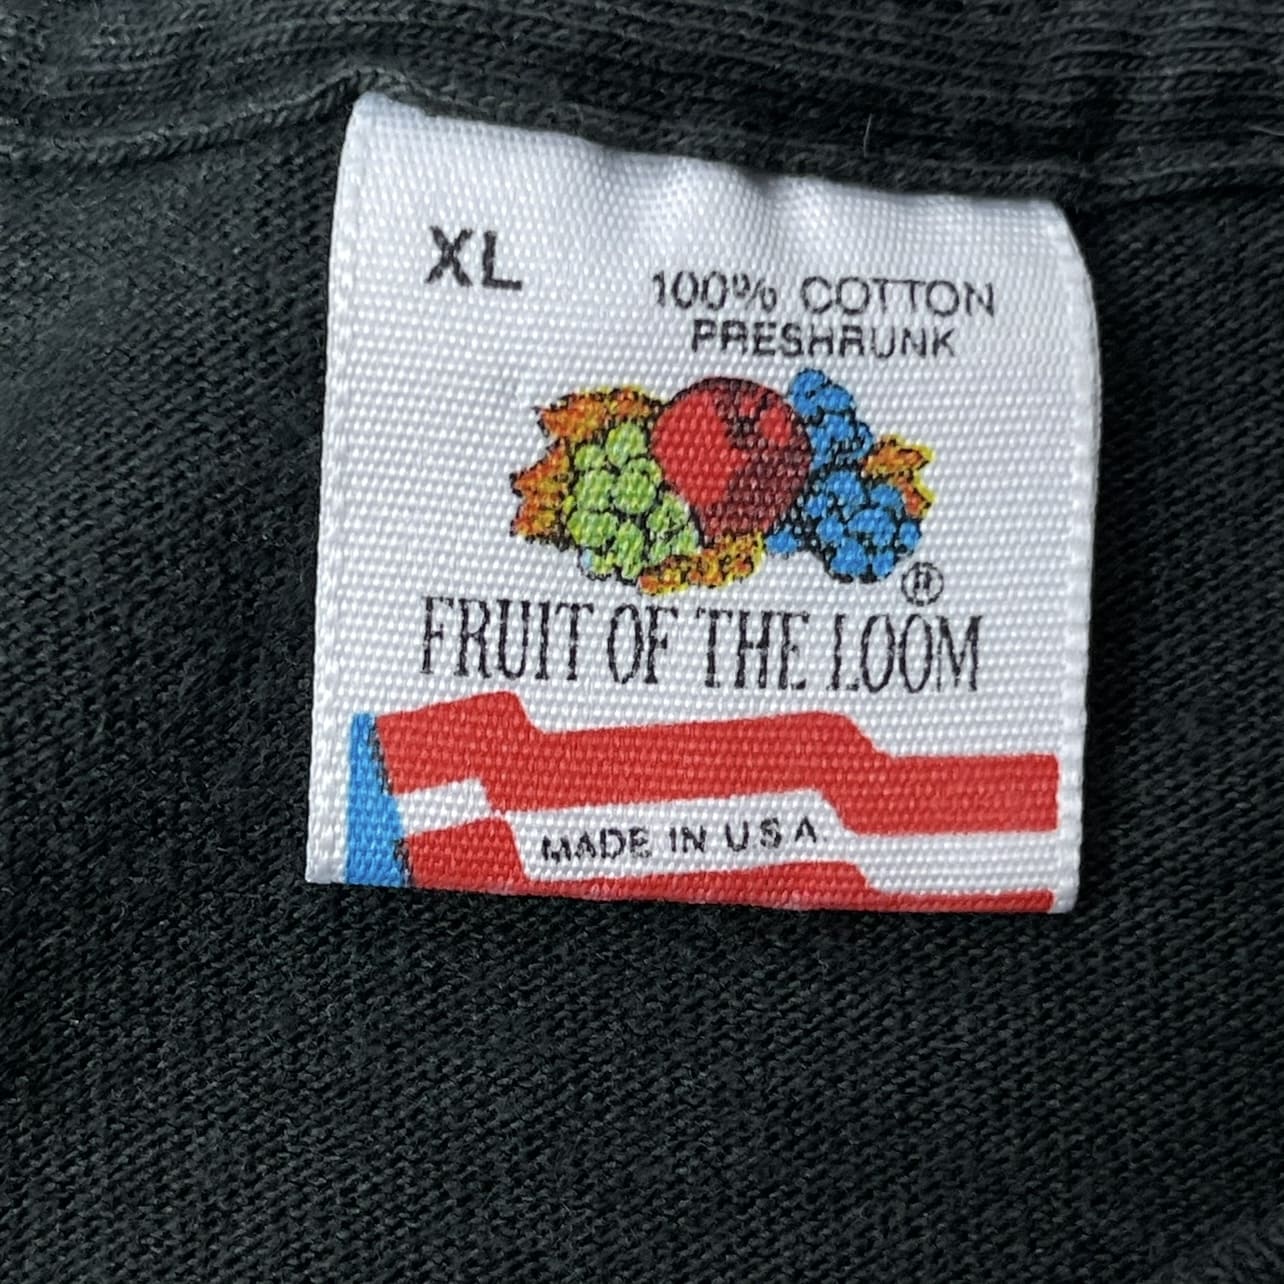 XL
100% COTTON
PRESHRUNK
®
FRUIT OF THE LOOM
MADE IN U S A